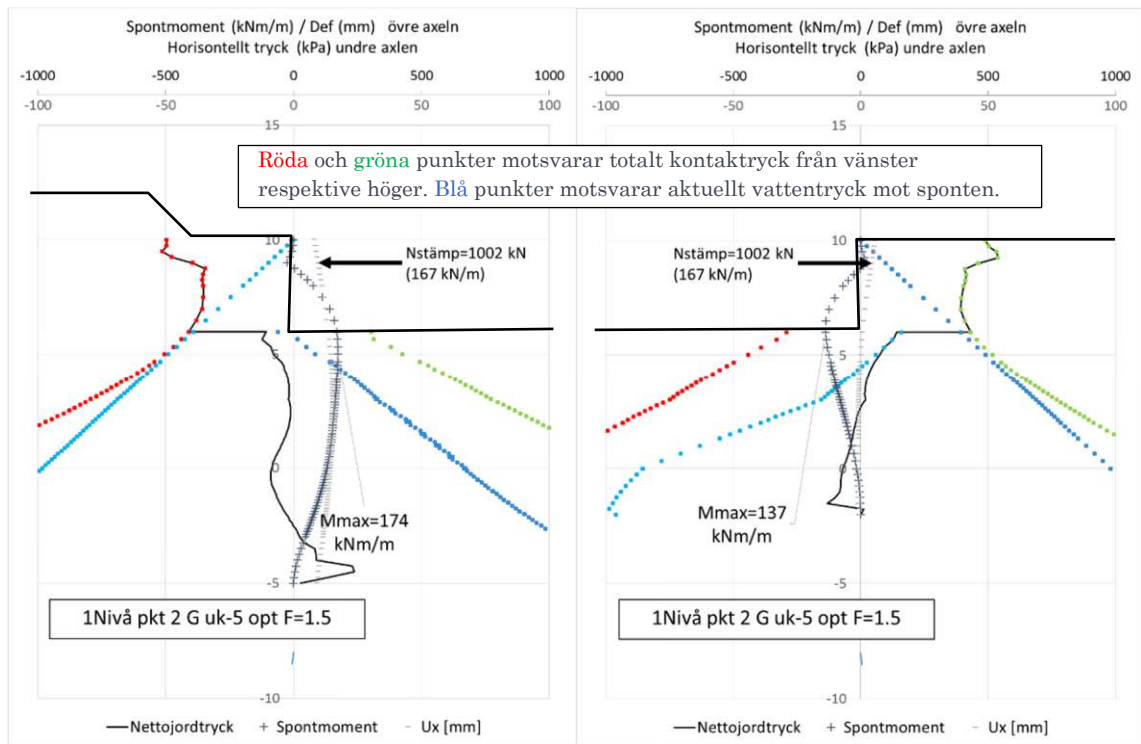 Spontmoment (kNm/m) / Def (mm) övre axeln
Horisontellt tryck (kPa) undre axlen
-1000 -500 0 500 1000
-100 -50 0 50 100
15
10
5
0
-5
-10
Nstämp=1002 kN
(167 kN/m)
Mmax=174
kNm/m
1Nivå pkt 2 G uk-5 opt F=1.5
Nettojordtryck Spontmoment Ux [mm]
Röda och gröna punkter motsvarar totalt kontaktryck från vänster
respektive höger. Blå punkter motsvarar aktuellt vattentryck mot sponten.
Spontmoment (kNm/m) / Def (mm) övre axeln
Horisontellt tryck (kPa) undre axlen
-1000 -500 0 500 1000
-100 -50 0 50 100
15
10
5
0
-5
-10
Nstämp=1002 kN
(167 kN/m)
Mmax=137
kNm/m
1Nivå pkt 2 G uk-5 opt F=1.5
Nettojordtryck Spontmoment Ux [mm]